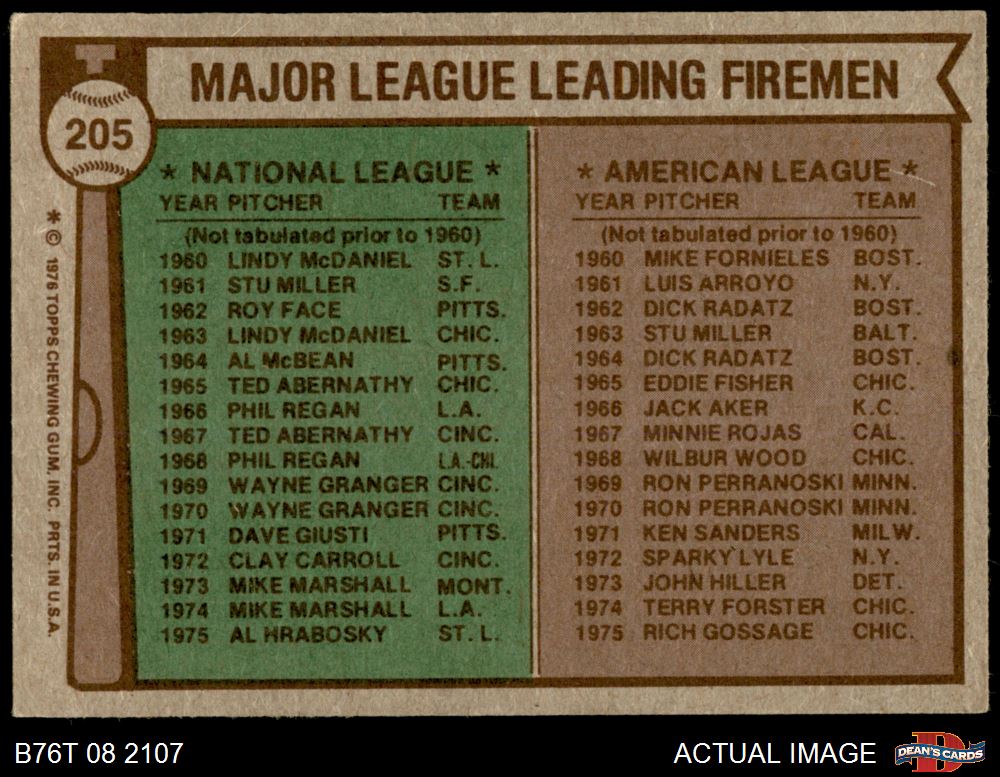 MAJOR LEAGUE LEADING FIREMEN
205
* NATIONAL LEAGUE *
YEAR PITCHER TEAM
(Not tabulated prior to 1960)
1960 LINDY McDANIEL ST. L.
1961 STU MILLER S.F.
1962 ROY FACE PITTS.
1963 LINDY McDANIEL CHIC.
1964 AL McBEAN PITTS.
1965 TED ABERNATHY CHIC.
1966 PHIL REGAN L.A.
1967 TED ABERNATHY CINC.
1968 PHIL REGAN L.A.-CHI.
1969 WAYNE GRANGER CINC.
1970 WAYNE GRANGER CINC.
1971 DAVE GIUSTI PITTS.
1972 CLAY CARROLL CINC.
1973 MIKE MARSHALL MONT.
1974 MIKE MARSHALL L.A.
1975 AL HRABOSKY ST. L.
* AMERICAN LEAGUE *
YEAR PITCHER TEAM
(Not tabulated prior to 1960)
1960 MIKE FORNIELES BOST.
1961 LUIS ARROYO N.Y.
1962 DICK RADATZ BOST.
1963 STU MILLER BALT.
1964 DICK RADATZ BOST.
1965 EDDIE FISHER CHIC.
1966 JACK AKER K.C.
1967 MINNIE ROJAS CAL.
1968 WILBUR WOOD CHIC.
1969 RON PERRANOSKI MINN.
1970 RON PERRANOSKI MINN.
1971 KEN SANDERS MILW.
1972 SPARKY LYLE N.Y.
1973 JOHN HILLER DET.
1974 TERRY FORSTER CHIC.
1975 RICH GOSSAGE CHIC.
* © 1976 TOPPS CHEWING GUM, INC. PRTS. IN U.S.A.
B76T 08 2107
ACTUAL IMAGE
DEAN'S CARDS